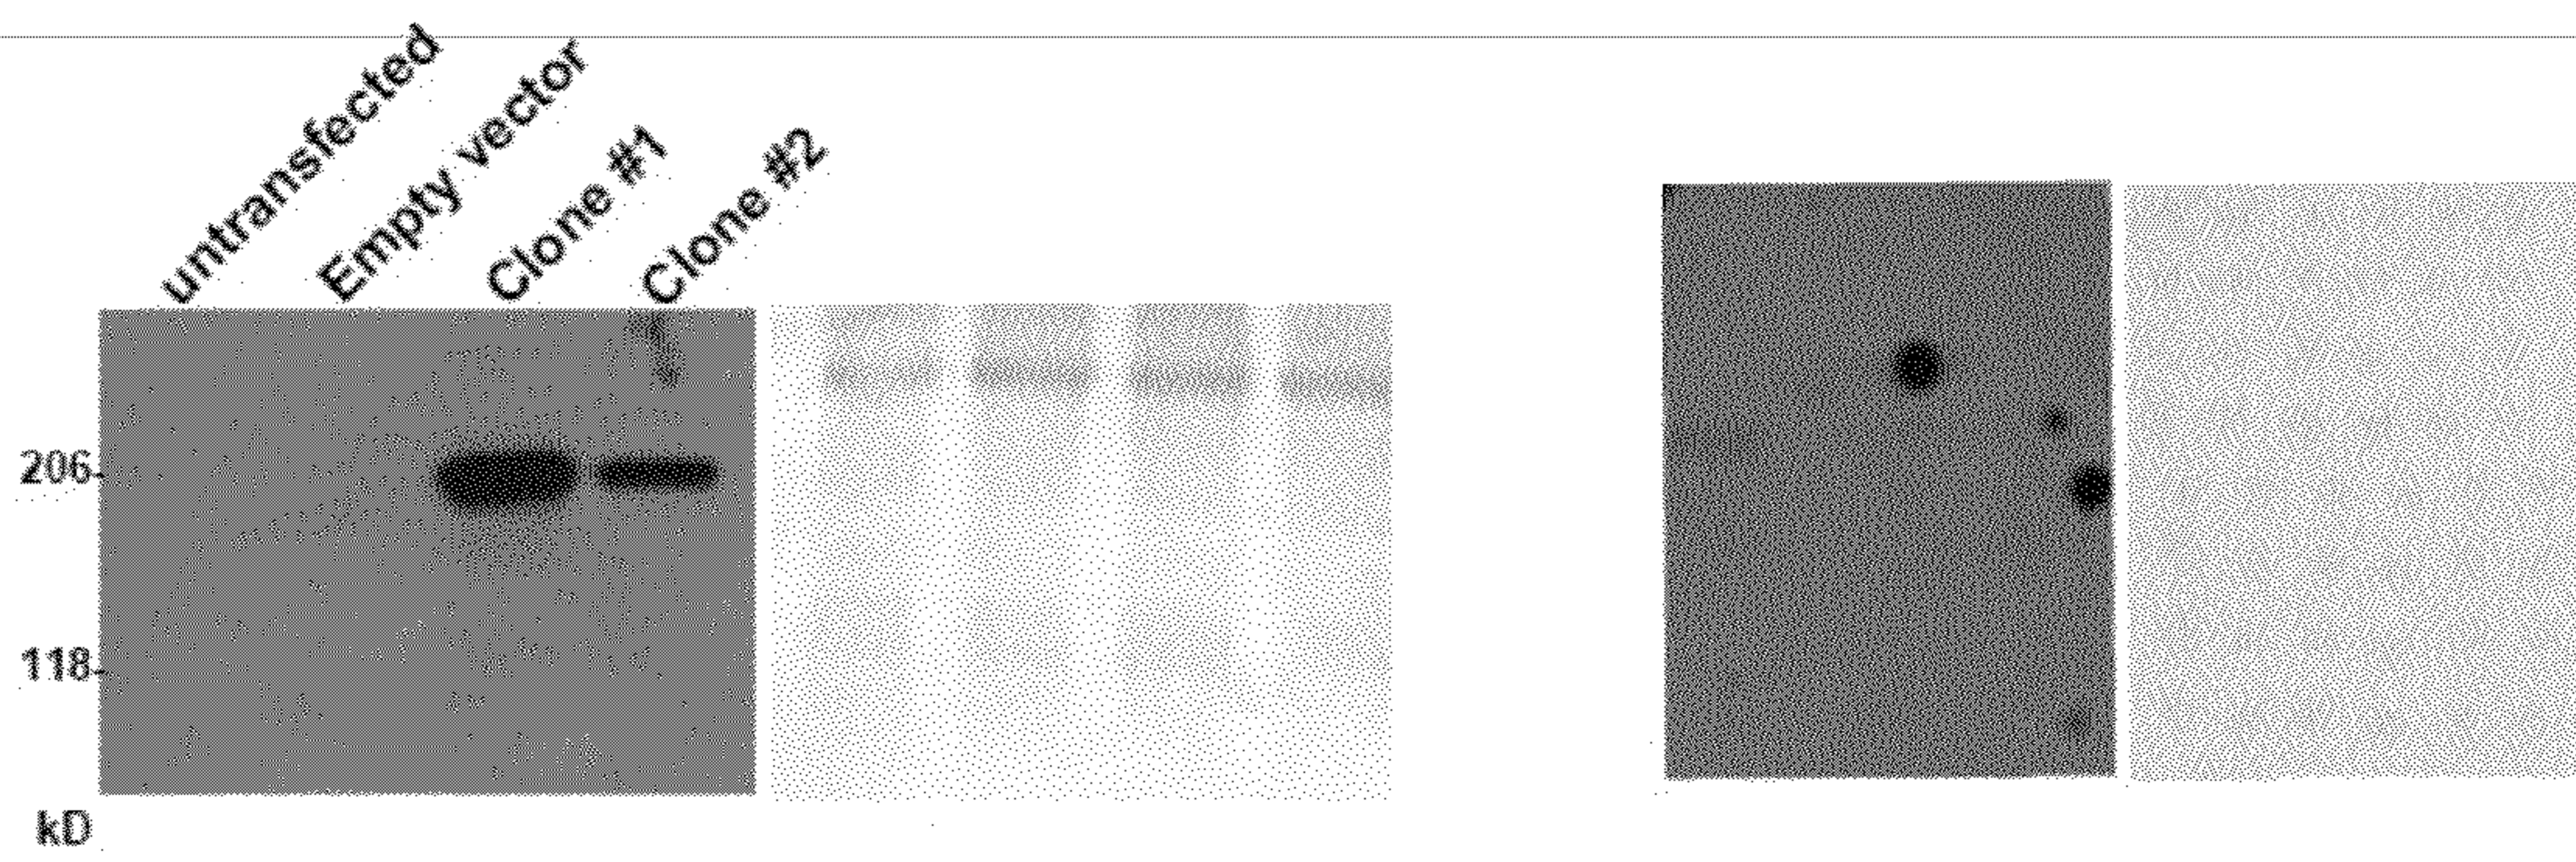 untransfected
Empty vector
Clone #1
Clone #2
206
118
kD